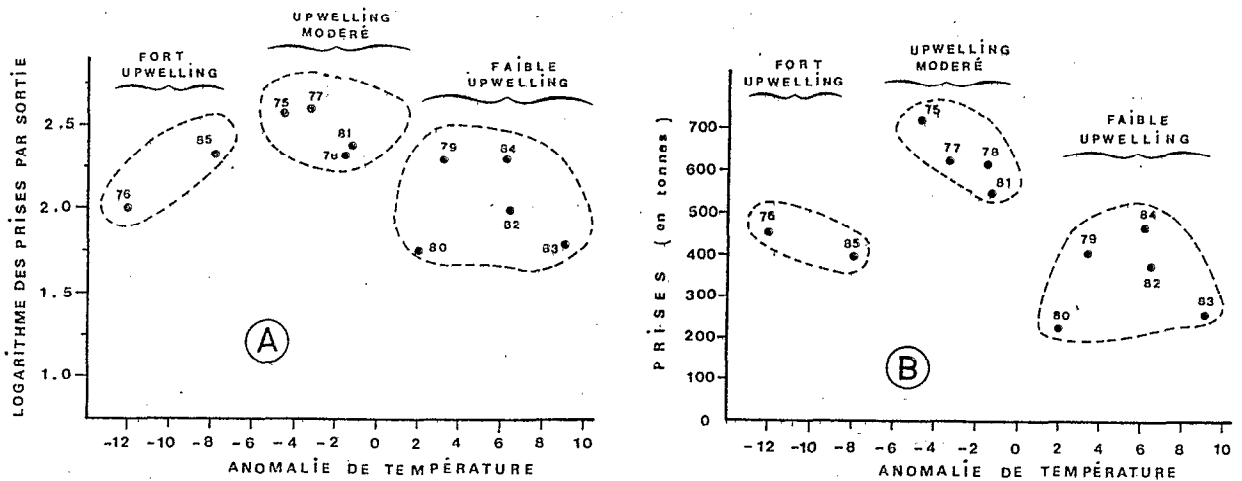 LOGARITHME DES PRISES PAR SORTIE
FORT
UPWELLING
UPWELLING
MODERÉ
FAIBLE
UPWELLING
2.5
2.0
1.5
1.0
75
77
81
85
76
79
84
82
80
83
A
-12 -10 -8 -6 -4 -2 0 2 4 6 8 10
ANOMALIE DE TEMPÉRATURE
PRISES (en tonnes)
FORT
UPWELLING
UPWELLING
MODERÉ
FAIBLE
UPWELLING
700
600
500
400
300
200
100
0
75
77
78
81
76
85
84
79
82
83
80
B
-12 -10 -8 -6 -4 -2 0 2 4 6 8 10
ANOMALIE DE TEMPÉRATURE